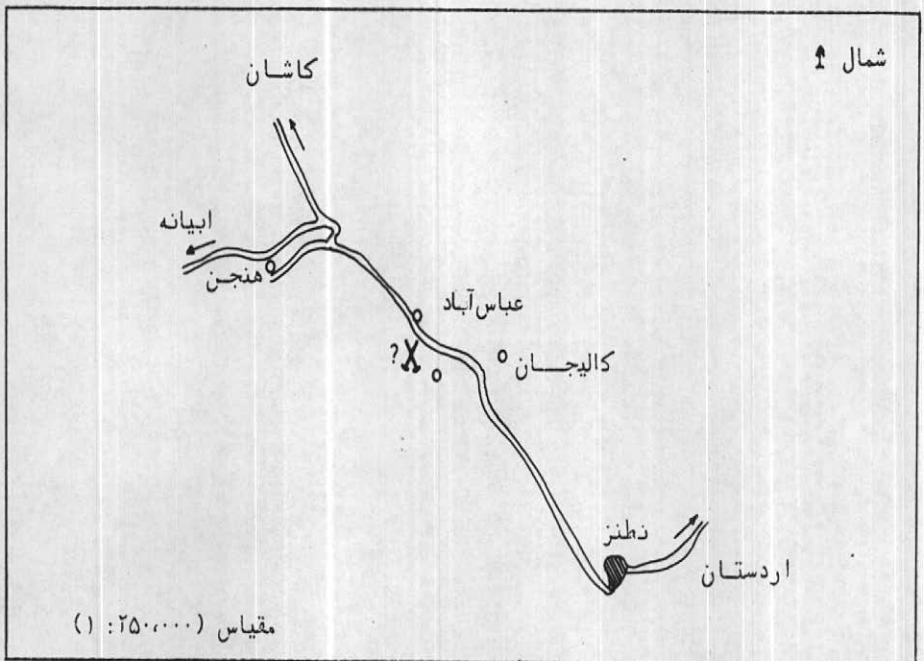 شمال
کاشان
ابیانه
هنجن
عباس‌آباد
?
کالیجان
نطنز
اردستان
مقیاس (۲۵۰،۰۰۰: ۱)